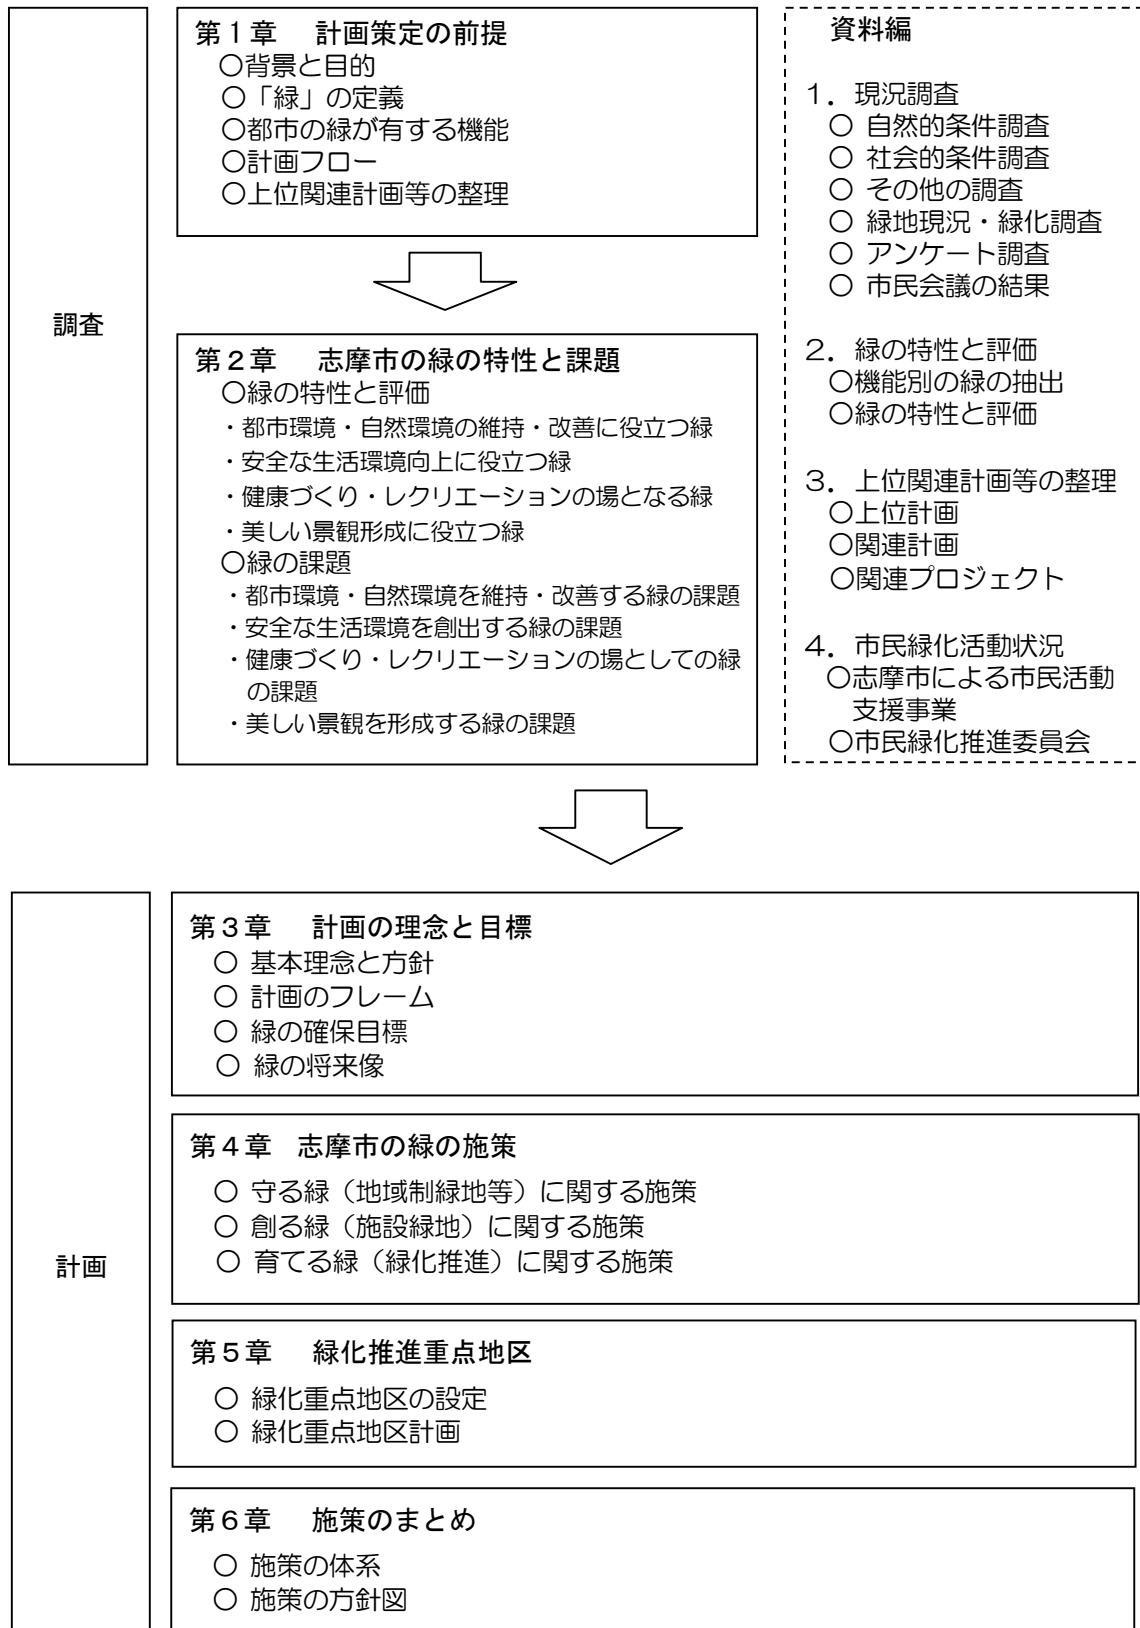 調査
第1章　計画策定の前提
○背景と目的
○「緑」の定義
○都市の緑が有する機能
○計画フロー
○上位関連計画等の整理
第2章　志摩市の緑の特性と課題
○緑の特性と評価
・都市環境・自然環境の維持・改善に役立つ緑
・安全な生活環境向上に役立つ緑
・健康づくり・レクリエーションの場となる緑
・美しい景観形成に役立つ緑
○緑の課題
・都市環境・自然環境を維持・改善する緑の課題
・安全な生活環境を創出する緑の課題
・健康づくり・レクリエーションの場としての緑
の課題
・美しい景観を形成する緑の課題
資料編
1．現況調査
○ 自然的条件調査
○ 社会的条件調査
○ その他の調査
○ 緑地現況・緑化調査
○ アンケート調査
○ 市民会議の結果
2．緑の特性と評価
○機能別の緑の抽出
○緑の特性と評価
3．上位関連計画等の整理
○上位計画
○関連計画
○関連プロジェクト
4．市民緑化活動状況
○志摩市による市民活動
支援事業
○市民緑化推進委員会
計画
第3章　計画の理念と目標
○ 基本理念と方針
○ 計画のフレーム
○ 緑の確保目標
○ 緑の将来像
第4章　志摩市の緑の施策
○ 守る緑（地域制緑地等）に関する施策
○ 創る緑（施設緑地）に関する施策
○ 育てる緑（緑化推進）に関する施策
第5章　緑化推進重点地区
○ 緑化重点地区の設定
○ 緑化重点地区計画
第6章　施策のまとめ
○ 施策の体系
○ 施策の方針図